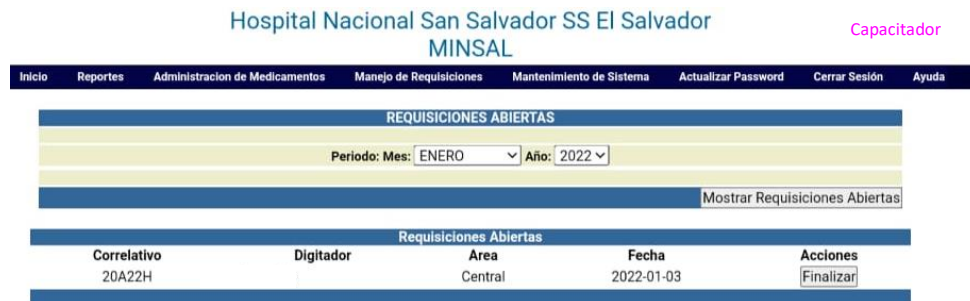 Hospital Nacional San Salvador SS El Salvador
MINSAL
Capacitador
Inicio Reportes Administracion de Medicamentos Manejo de Requisiciones Mantenimiento de Sistema Actualizar Password Cerrar Sesión Ayuda
REQUISICIONES ABIERTAS
Periodo: Mes: ENERO Año: 2022
Mostrar Requisiciones Abiertas
Requisiciones Abiertas
Correlativo Digitador Area Fecha Acciones
20A22H Central 2022-01-03 Finalizar